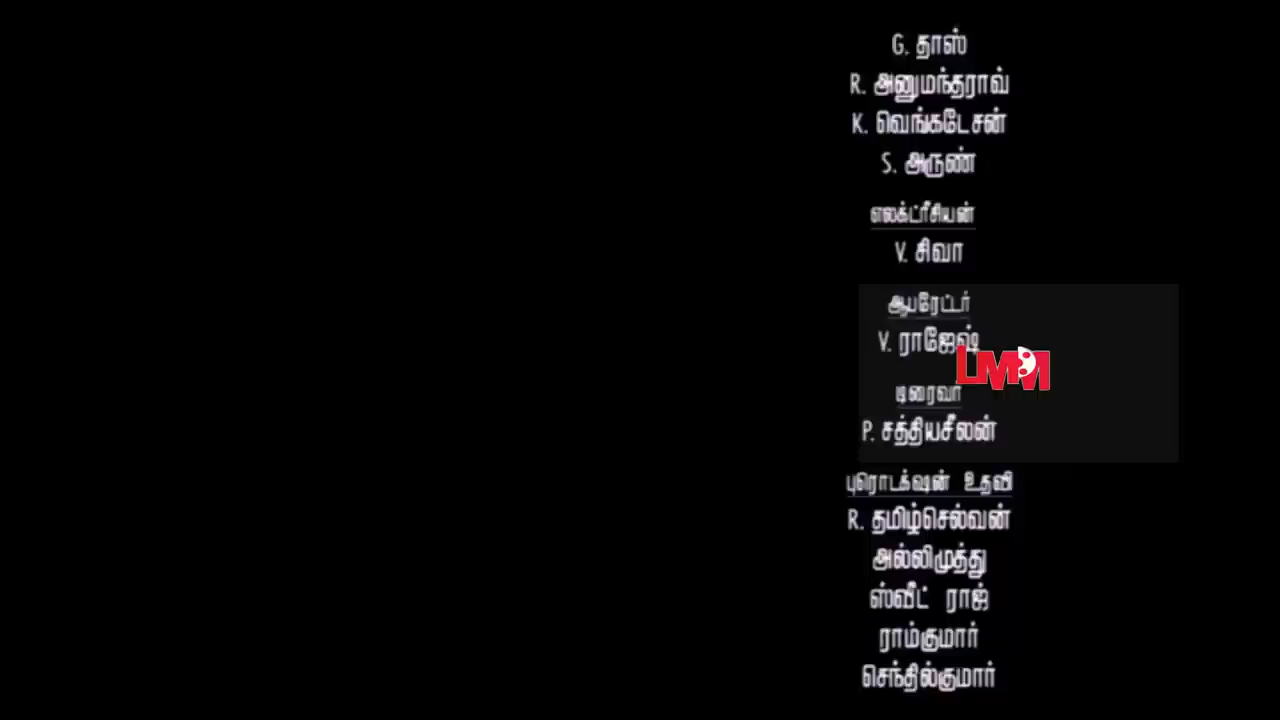 G. தாஸ்
R. அனுமந்தராவ்
K. வெங்கடேசன்
S. அருண்
எலக்ட்ரீசியன்
V. சிவா
ஆபரேட்டர்
V. ராஜேஷ்
LMM
டிரைவர்
P. சத்தியசீலன்
புரொடக்ஷன் உதவி
R. தமிழ்செல்வன்
அல்லிமுத்து
ஸ்வீட் ராஜ்
ராம்குமார்
செந்தில்குமார்